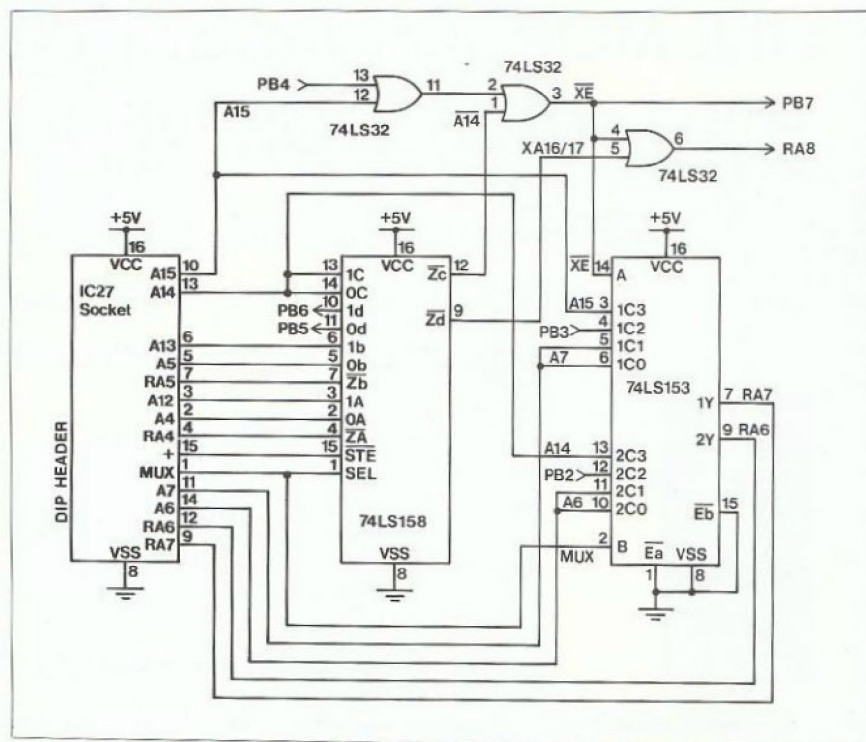 74LS32
PB4 13 11 2 3 XE PB7
12 1
A15 74LS32 A14
4 6 RA8
XA16/17 5
74LS32
+5V +5V +5V
16 16 16
VCC VCC VCC
A15 10 13 1C Zc 12 XE 14 A
IC27 A14 13 14 0C
Socket PB6 10 1d A15 3 1C3
PB5 11 0d Zd 9 4 1C2
PB3
A13 6 6 1b 5 1C1
A5 5 5 0b A7 6 1C0
RA5 7 7 Zb 74LS153
A12 3 3 1A 1Y 7 RA7
A4 2 2 0A
RA4 4 4 ZA 2Y 9 RA6
+ 15 15 STE A14 13 2C3
MUX 1 1 SEL PB2 12 2C2
A7 11 11 2C1
A6 14 A6 10 2C0
RA6 12 74LS158 Eb 15
RA7 9
DIP HEADER
VSS VSS MUX 2 B Ea VSS
8 8 1 8